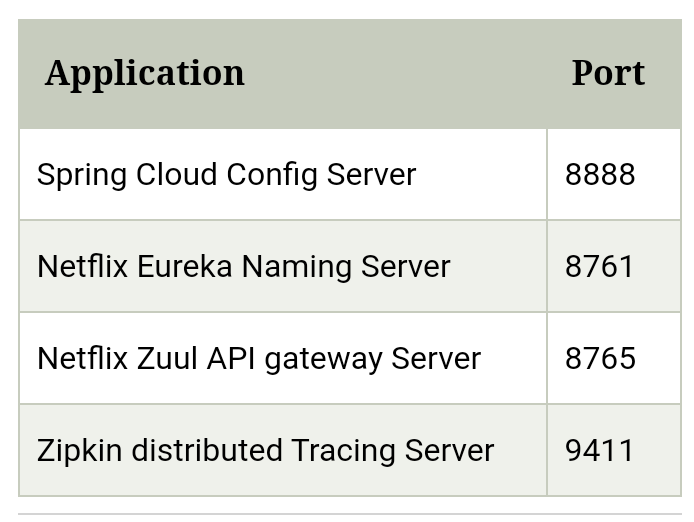 Application Port
Spring Cloud Config Server 8888
Netflix Eureka Naming Server 8761
Netflix Zuul API gateway Server 8765
Zipkin distributed Tracing Server 9411